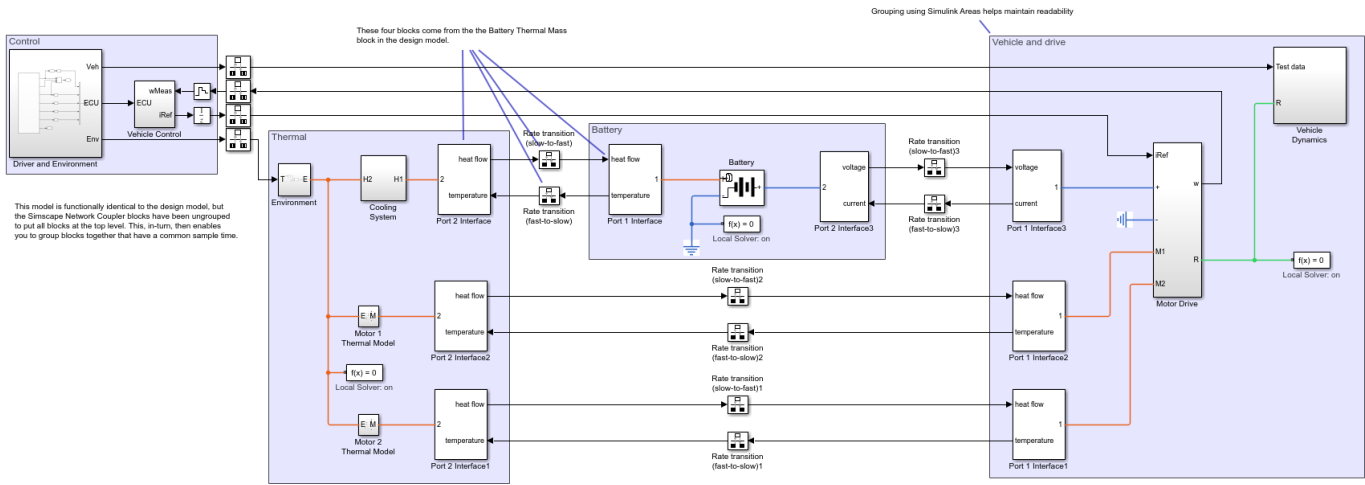 Grouping using Simulink Areas helps maintain readability
These four blocks come from the the Battery Thermal Mass
block in the design model.
Control
Veh
ECU
Env
Driver and Environment
wMeas
ECU
iRef
Vehicle Control
This model is functionally identical to the design model, but
the Simscape Network Coupler blocks have been ungrouped
to put all blocks at the top level. This, in-turn, then enables
you to group blocks together that have a common sample time.
Thermal
T
E
Environment
H2
H1
Cooling
System
heat flow
temperature
2
Port 2 Interface
Rate transition
(slow-to-fast)
Rate transition
(fast-to-slow)
Battery
heat flow
temperature
1
Port 1 Interface
Battery
+
-
f(x) = 0
Local Solver: on
voltage
current
2
Port 2 Interface3
Rate transition
(slow-to-fast)3
Rate transition
(fast-to-slow)3
Vehicle and drive
voltage
current
1
Port 1 Interface3
iRef
+
-
M1
M2
w
R
Motor Drive
Test data
R
Vehicle
Dynamics
f(x) = 0
Local Solver: on
E
M
Motor 1
Thermal Model
heat flow
temperature
2
Port 2 Interface2
Rate transition
(slow-to-fast)2
Rate transition
(fast-to-slow)2
heat flow
temperature
1
Port 1 Interface2
f(x) = 0
Local Solver: on
E
M
Motor 2
Thermal Model
heat flow
temperature
2
Port 2 Interface1
Rate transition
(slow-to-fast)1
Rate transition
(fast-to-slow)1
heat flow
temperature
1
Port 1 Interface1